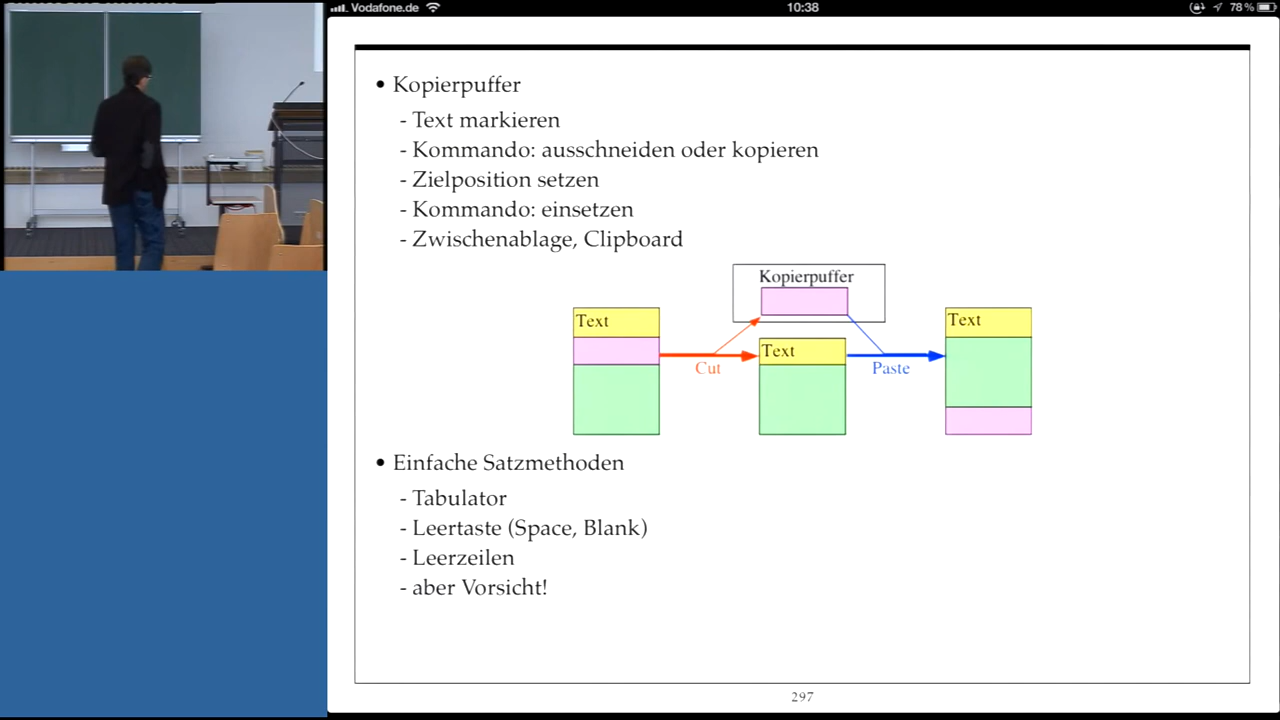 Vodafone.de
10:38
78 %
• Kopierpuffer
- Text markieren
- Kommando: ausschneiden oder kopieren
- Zielposition setzen
- Kommando: einsetzen
- Zwischenablage, Clipboard
Kopierpuffer
Text
Cut
Text
Paste
Text
• Einfache Satzmethoden
- Tabulator
- Leertaste (Space, Blank)
- Leerzeilen
- aber Vorsicht!
297